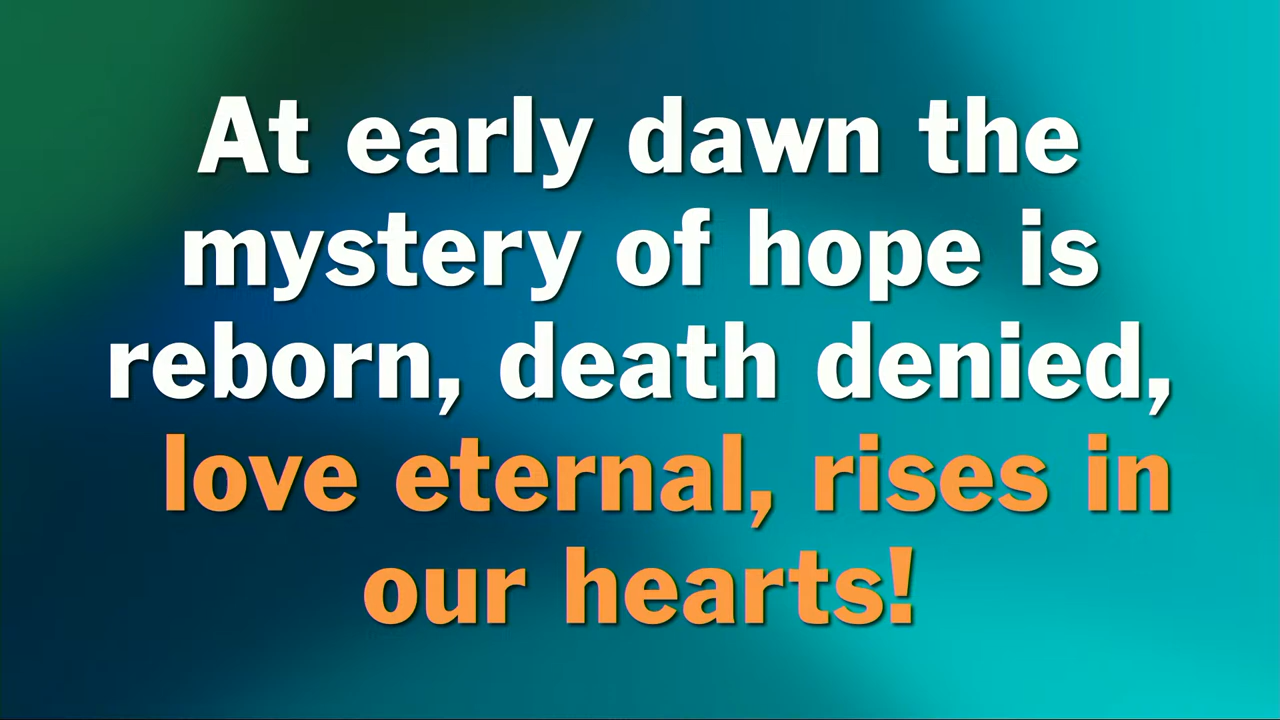 At early dawn the
mystery of hope is
reborn, death denied,
love eternal, rises in
our hearts!